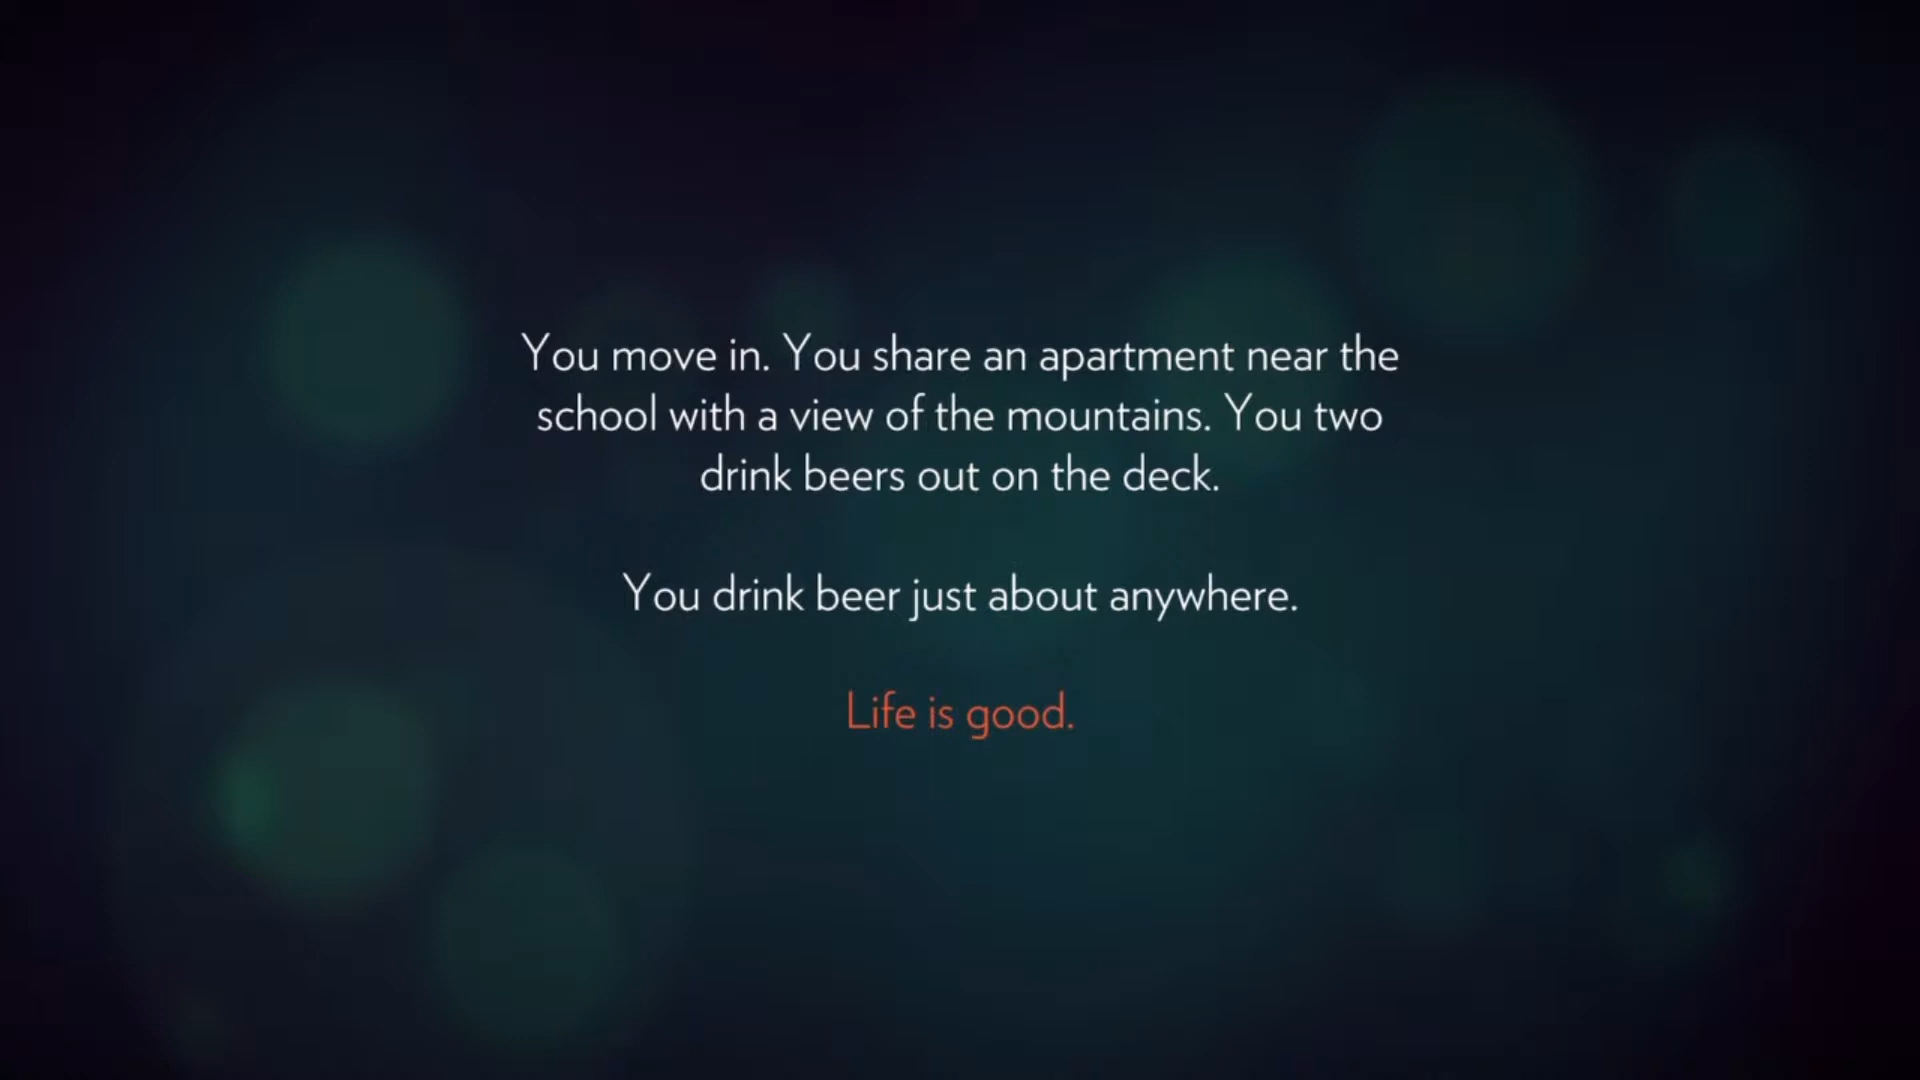 You move in. You share an apartment near the
school with a view of the mountains. You two
drink beers out on the deck.
You drink beer just about anywhere.
Life is good.